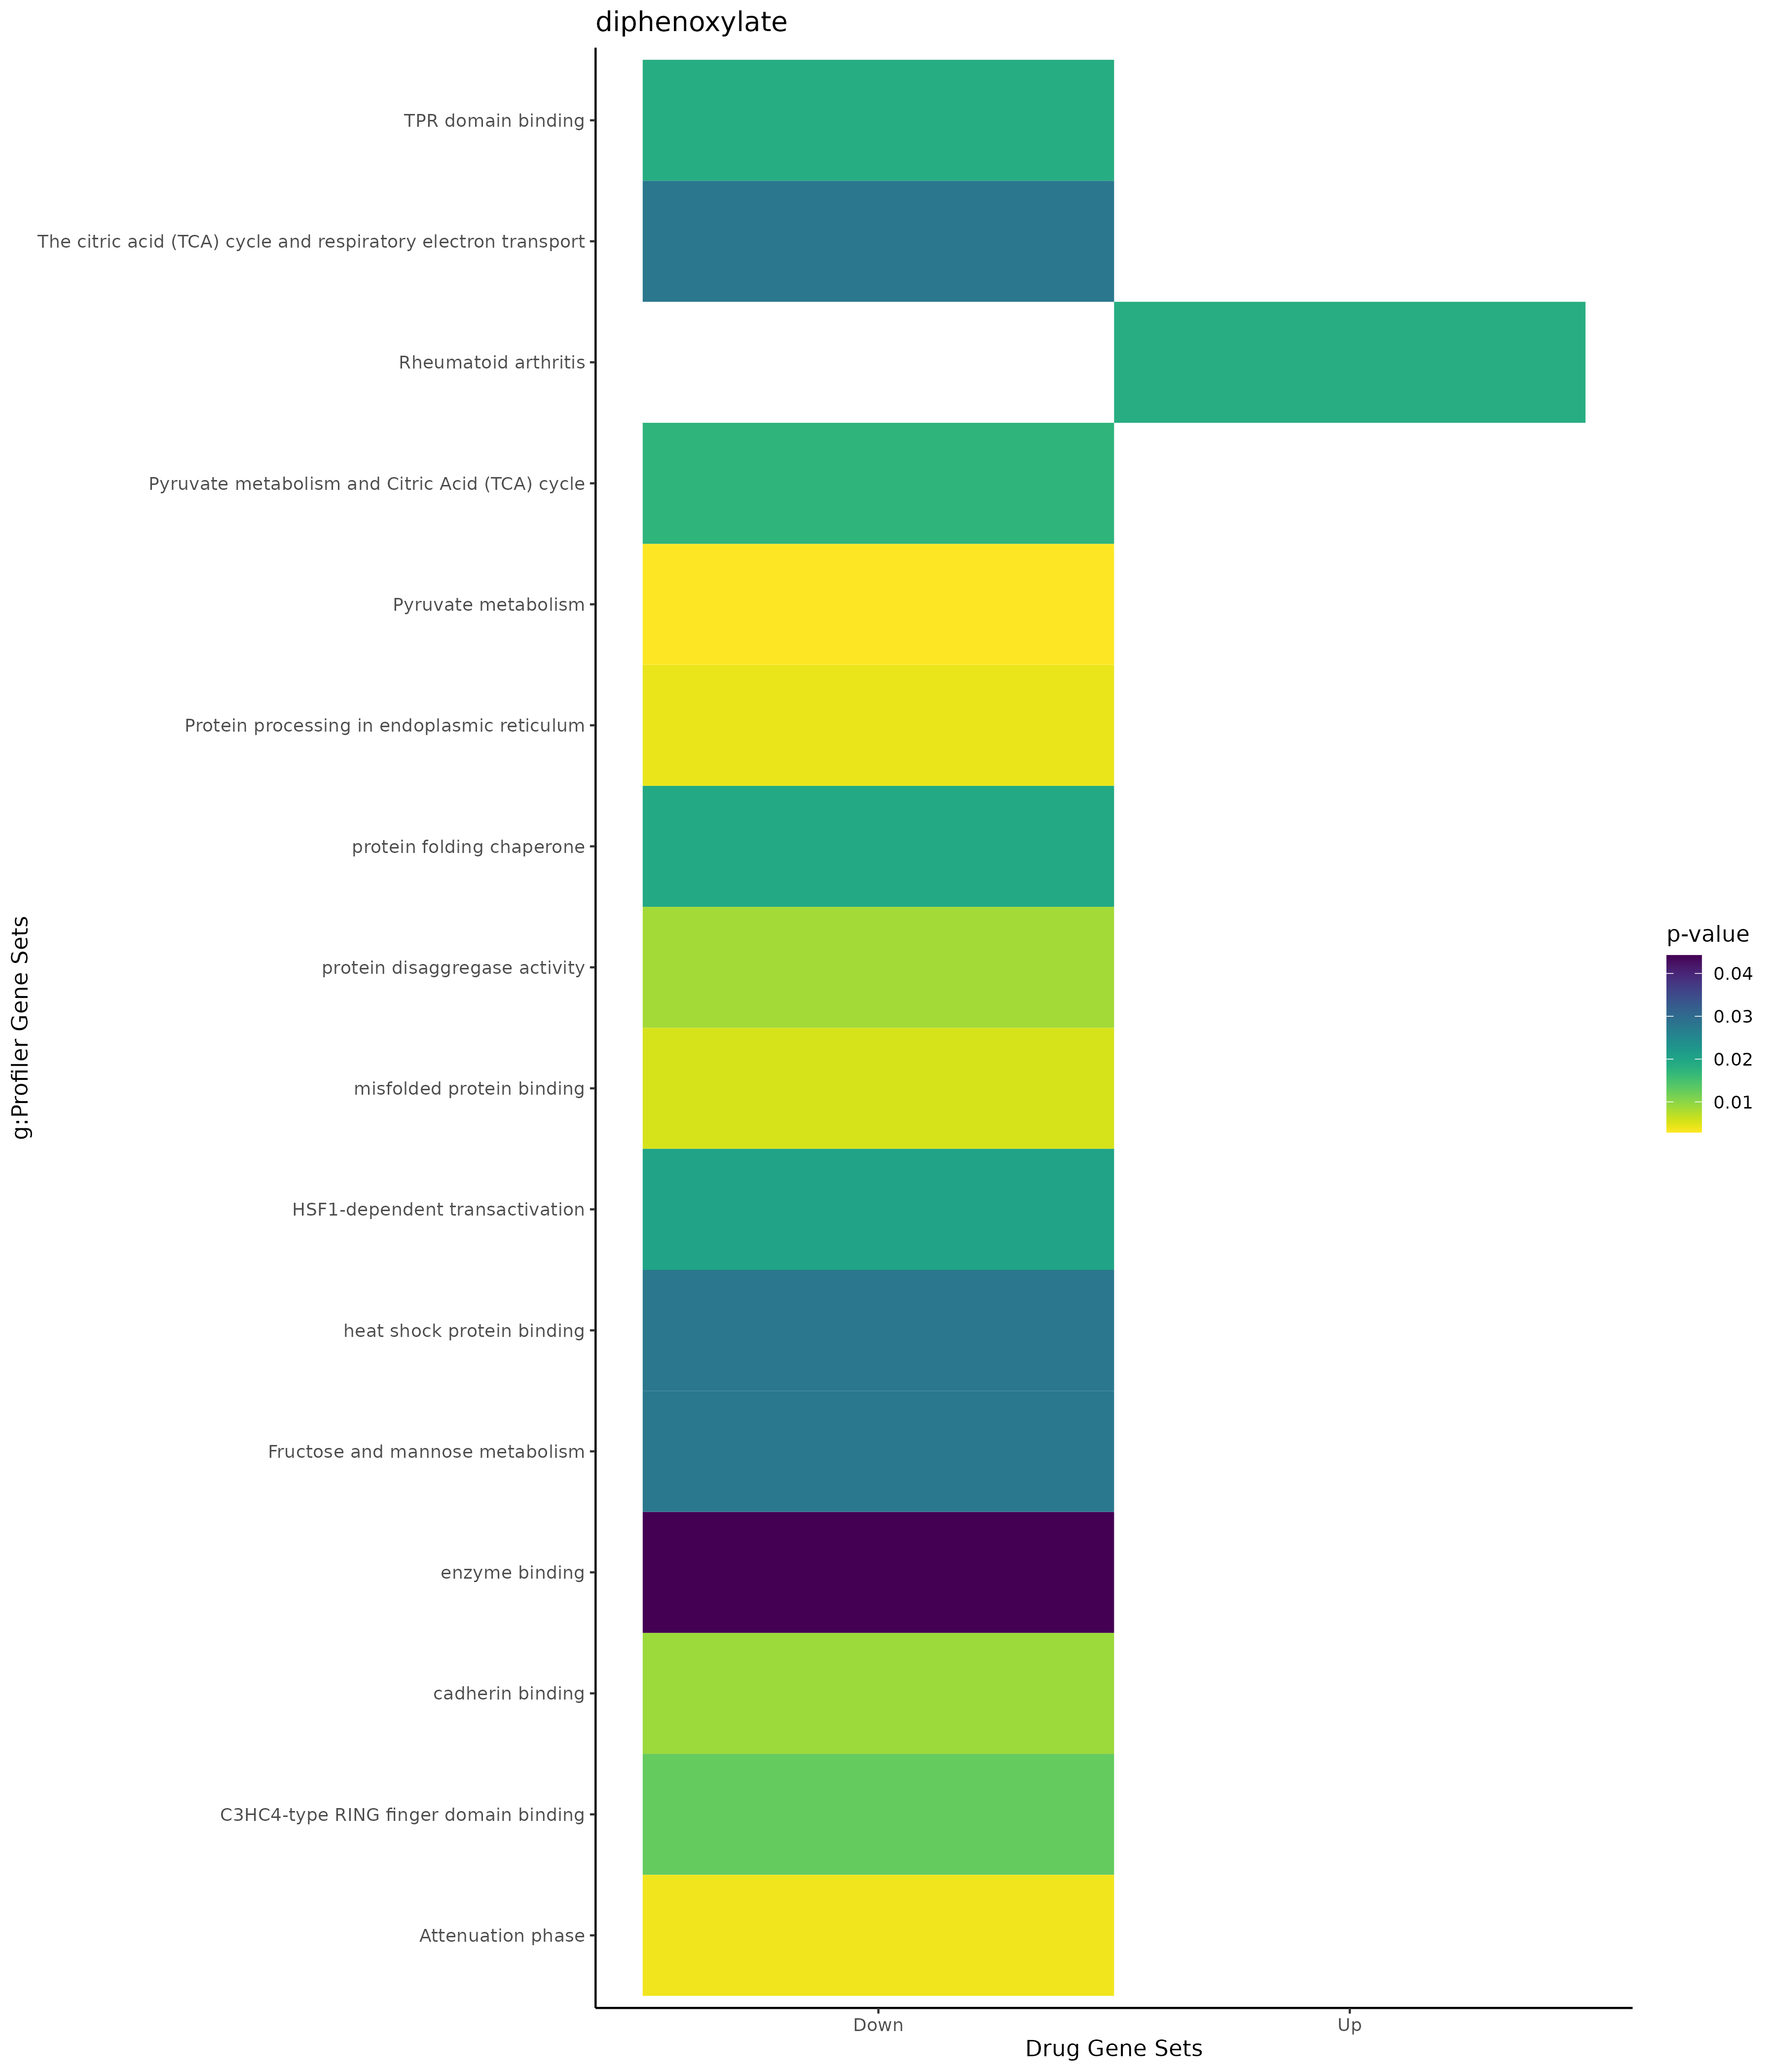 diphenoxylate
TPR domain binding
The citric acid (TCA) cycle and respiratory electron transport
Rheumatoid arthritis
Pyruvate metabolism and Citric Acid (TCA) cycle
Pyruvate metabolism
Protein processing in endoplasmic reticulum
protein folding chaperone
protein disaggregase activity
misfolded protein binding
HSF1-dependent transactivation
heat shock protein binding
Fructose and mannose metabolism
enzyme binding
cadherin binding
C3HC4-type RING finger domain binding
Attenuation phase
g:Profiler Gene Sets
Down
Up
Drug Gene Sets
p-value
0.04
0.03
0.02
0.01